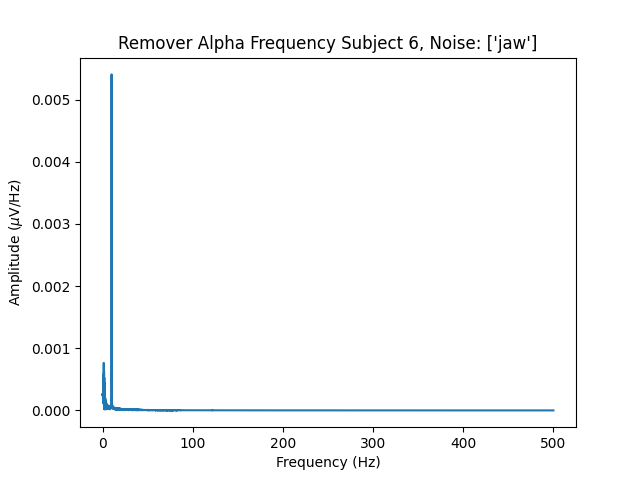 Remover Alpha Frequency Subject 6, Noise: ['jaw']
0.005
0.004
0.003
0.002
0.001
0.000
Amplitude (μV/Hz)
0 100 200 300 400 500
Frequency (Hz)